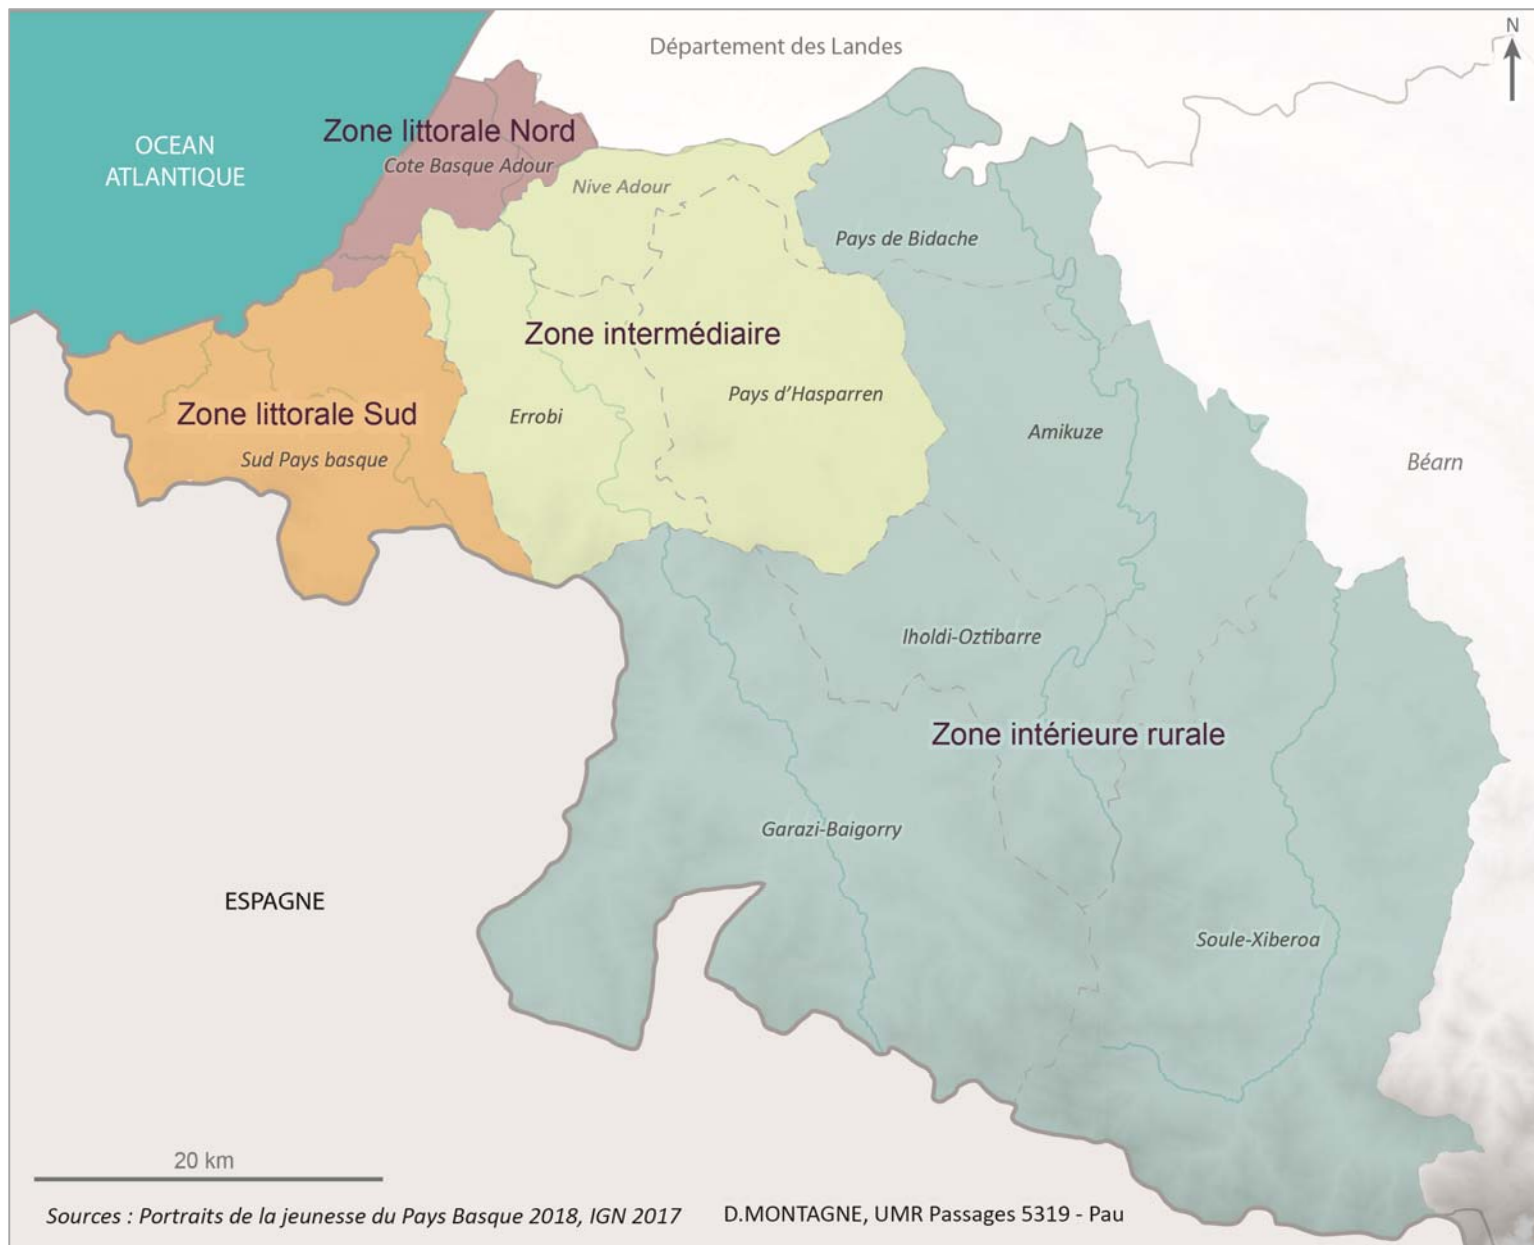 N
Département des Landes
OCEAN
ATLANTIQUE
Zone littorale Nord
Cote Basque Adour
Nive Adour
Pays de Bidache
Zone intermédiaire
Pays d'Hasparren
Zone littorale Sud
Errobi
Amikuze
Sud Pays basque
Béarn
Iholdi-Oztibarre
Zone intérieure rurale
Garazi-Baigorry
ESPAGNE
Soule-Xiberoa
20 km
Sources : Portraits de la jeunesse du Pays Basque 2018, IGN 2017 D.MONTAGNE, UMR Passages 5319 - Pau